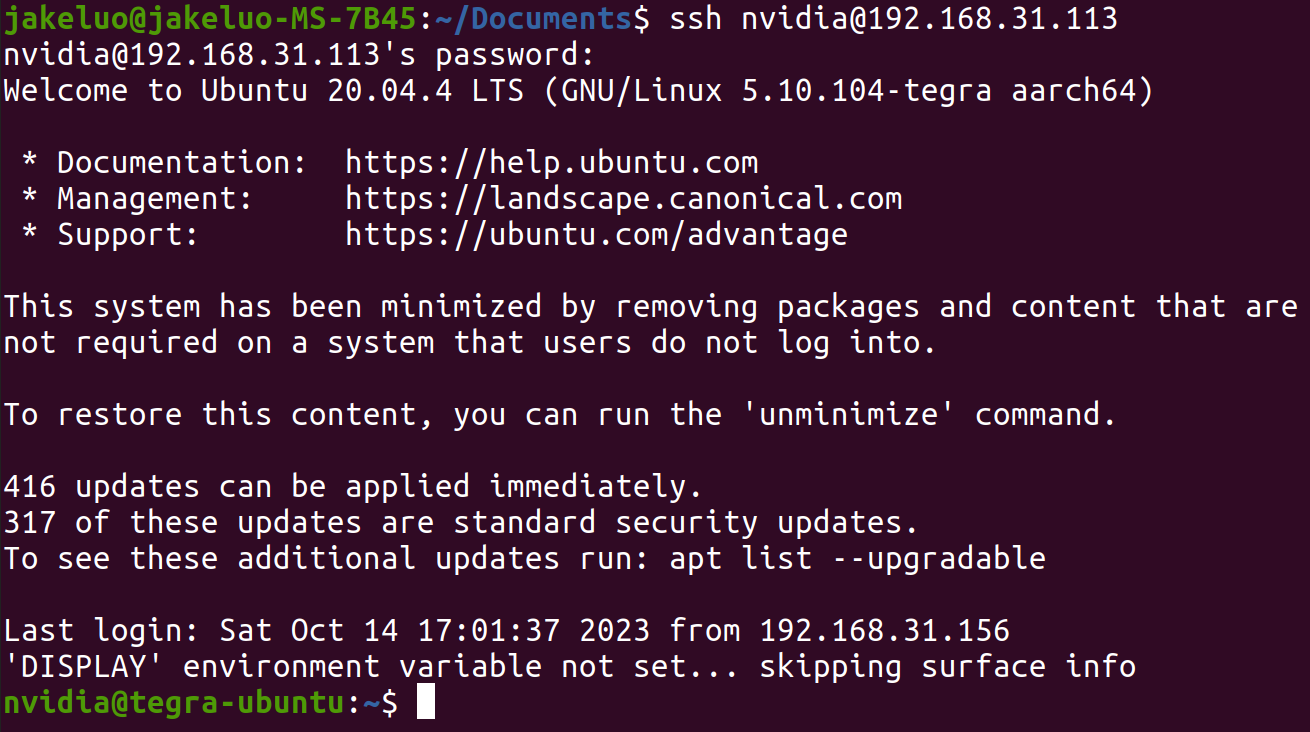 jakeluo@jakeluo-MS-7B45:~/Documents$ ssh nvidia@192.168.31.113
nvidia@192.168.31.113's password:
Welcome to Ubuntu 20.04.4 LTS (GNU/Linux 5.10.104-tegra aarch64)
* Documentation:  https://help.ubuntu.com
* Management:     https://landscape.canonical.com
* Support:        https://ubuntu.com/advantage
This system has been minimized by removing packages and content that are
not required on a system that users do not log into.
To restore this content, you can run the 'unminimize' command.
416 updates can be applied immediately.
317 of these updates are standard security updates.
To see these additional updates run: apt list --upgradable
Last login: Sat Oct 14 17:01:37 2023 from 192.168.31.156
'DISPLAY' environment variable not set... skipping surface info
nvidia@tegra-ubuntu:~$